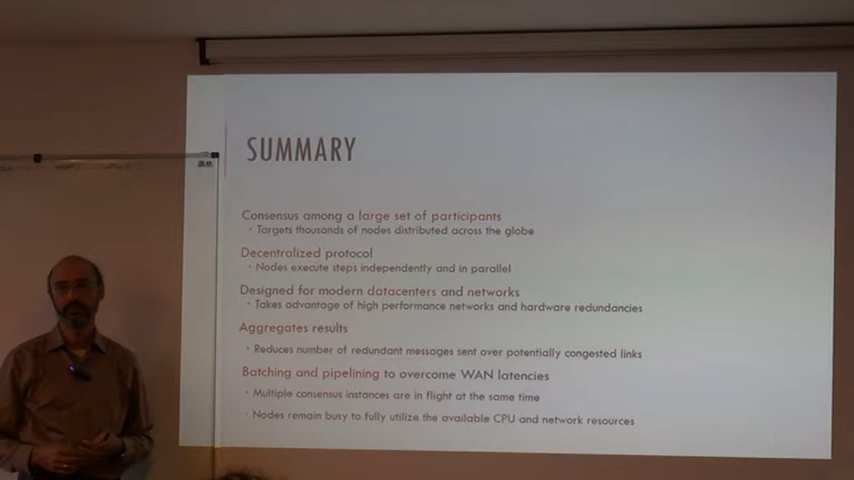 SUMMARY
Consensus among a large set of participants
· Targets thousands of nodes distributed across the globe
Decentralized protocol
· Nodes execute steps independently and in parallel
Designed for modern datacenters and networks
· Takes advantage of high performance networks and hardware redundancies
Aggregates results
· Reduces number of redundant messages sent over potentially congested links
Batching and pipelining to overcome WAN latencies
· Multiple consensus instances are in flight at the same time
· Nodes remain busy to fully utilize the available CPU and network resources